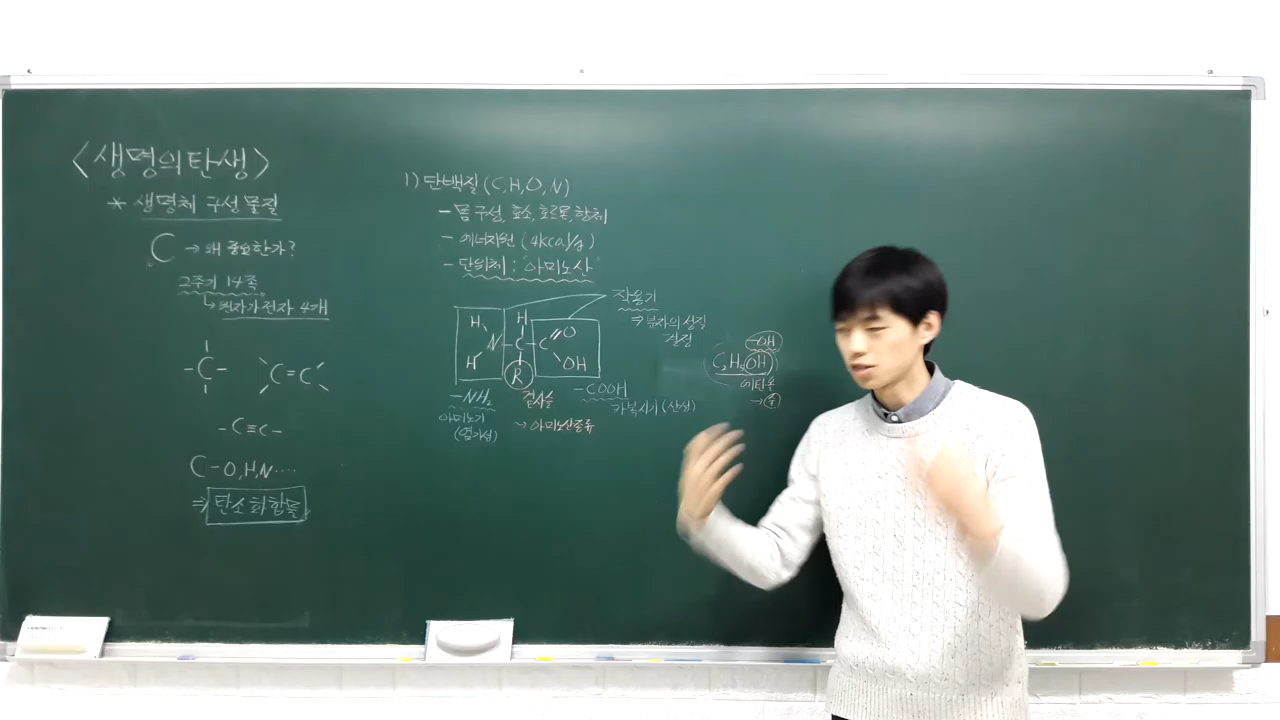 <생명의 탄생>
* 생명체 구성 물질
C → 왜 중요한가?
2주기 14족
↳ 원자가 전자 4개
-C-
C=C
-C≡C-
C-O,H,N....
⇒ 탄소 화합물
1) 단백질 (C,H,O,N)
- 몸 구성, 효소, 호르몬, 항체
- 에너지원 (4kcal/g)
- 단위체 : "아미노산"
작용기
⇒ 분자의 성질
결정
H H O
N-C-C
H R OH
-NH₂ 곁사슬 -COOH
아미노기 카복시기 (산성)
(염기성) → 아미노산 종류
-OH
C₂H₅OH
에탄올
→ 술